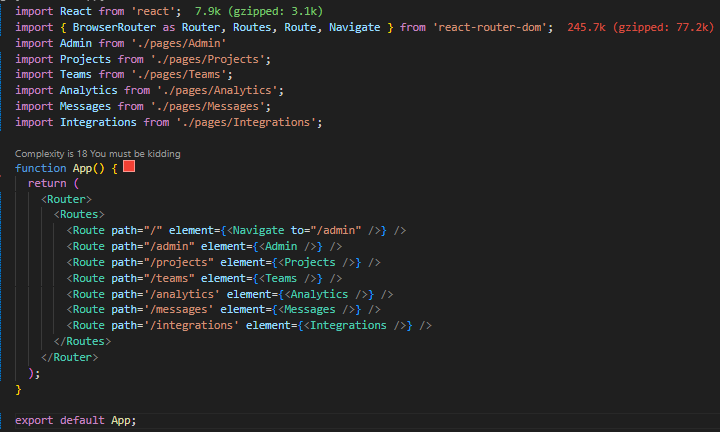 import React from 'react';  7.9k (gzipped: 3.1k)
import { BrowserRouter as Router, Routes, Route, Navigate } from 'react-router-dom';  245.7k (gzipped: 77.2k)
import Admin from './pages/Admin'
import Projects from './pages/Projects';
import Teams from './pages/Teams';
import Analytics from './pages/Analytics';
import Messages from './pages/Messages';
import Integrations from './pages/Integrations';

Complexity is 18 You must be kidding
function App() {
  return (
    <Router>
      <Routes>
        <Route path="/" element={<Navigate to="/admin" />} />
        <Route path="/admin" element={<Admin />} />
        <Route path="/projects" element={<Projects />} />
        <Route path="/teams" element={<Teams />} />
        <Route path='/analytics' element={<Analytics />} />
        <Route path='/messages' element={<Messages />} />
        <Route path='/integrations' element={<Integrations />} />
      </Routes>
    </Router>
  );
}

export default App;